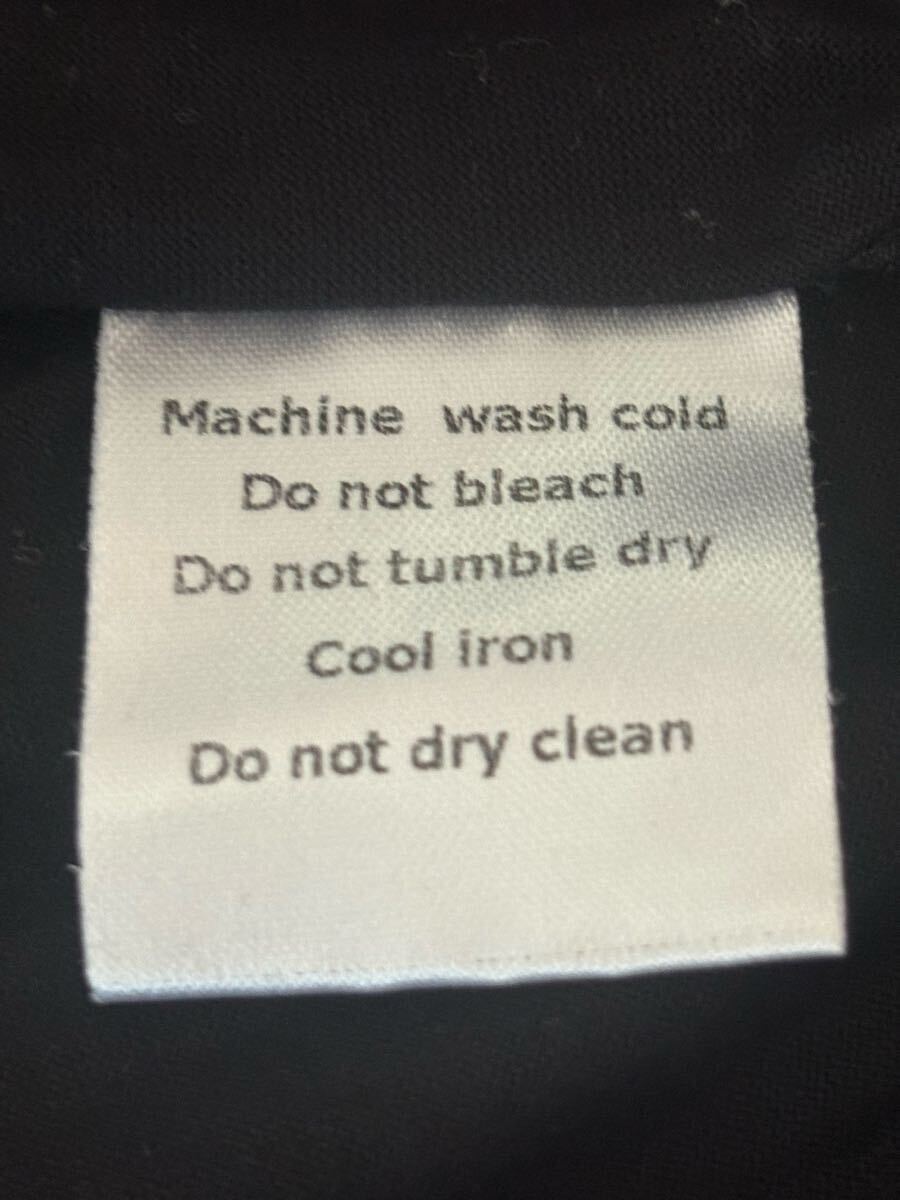 Machine wash cold
Do not bleach
Do not tumble dry
Cool iron
Do not dry clean